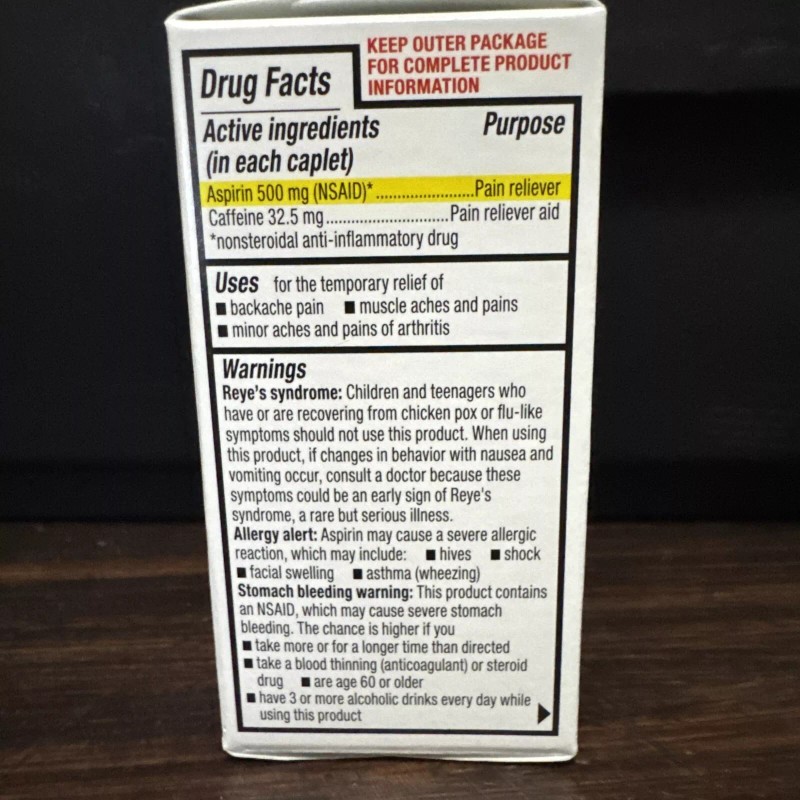 KEEP OUTER PACKAGE
FOR COMPLETE PRODUCT
INFORMATION
Drug Facts
Active ingredients Purpose
(in each caplet)
Aspirin 500 mg (NSAID)*.......................Pain reliever
Caffeine 32.5 mg.............................Pain reliever aid
*nonsteroidal anti-inflammatory drug
Uses for the temporary relief of
■ backache pain ■ muscle aches and pains
■ minor aches and pains of arthritis
Warnings
Reye's syndrome: Children and teenagers who
have or are recovering from chicken pox or flu-like
symptoms should not use this product. When using
this product, if changes in behavior with nausea and
vomiting occur, consult a doctor because these
symptoms could be an early sign of Reye's
syndrome, a rare but serious illness.
Allergy alert: Aspirin may cause a severe allergic
reaction, which may include: ■ hives ■ shock
■ facial swelling ■ asthma (wheezing)
Stomach bleeding warning: This product contains
an NSAID, which may cause severe stomach
bleeding. The chance is higher if you
■ take more or for a longer time than directed
■ take a blood thinning (anticoagulant) or steroid
drug ■ are age 60 or older
■ have 3 or more alcoholic drinks every day while
using this product